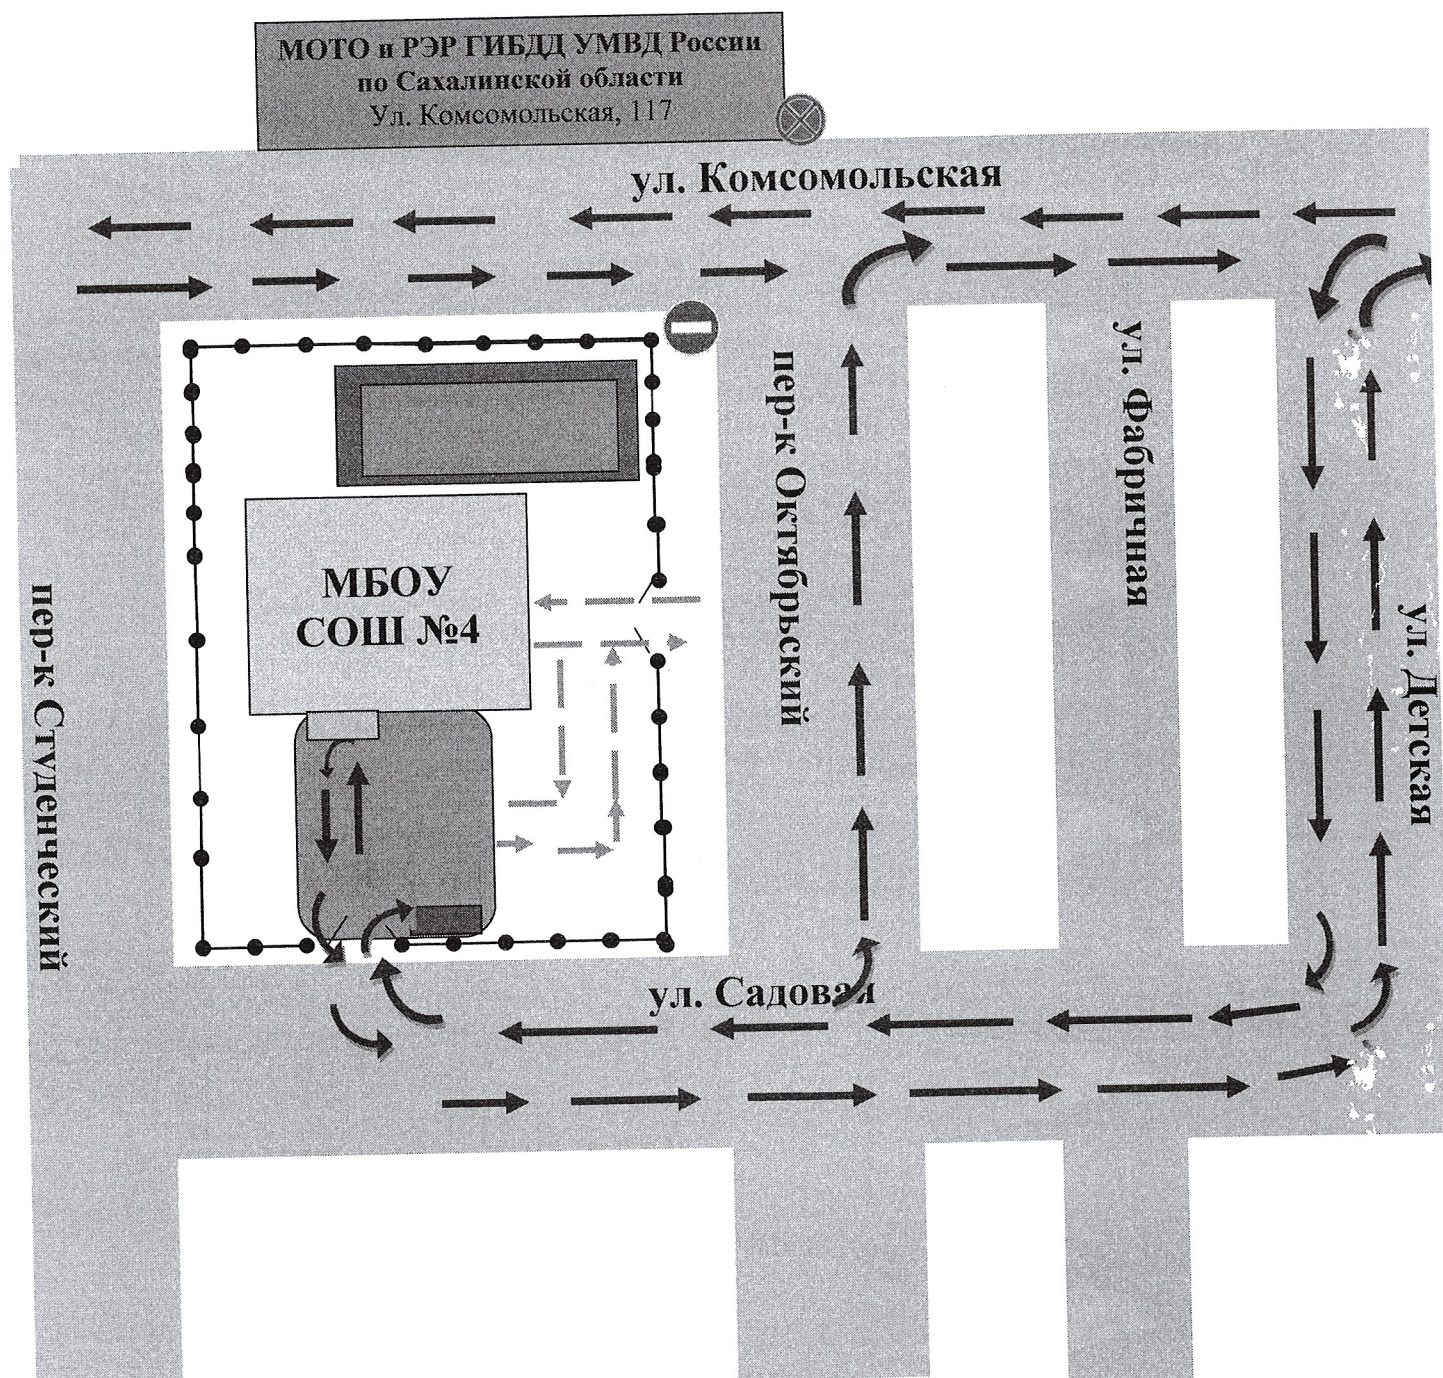 МОТО и РЭР ГИБДД УМВД России
по Сахалинской области
Ул. Комсомольская, 117
ул. Комсомольская
пер-к Студенческий
МБОУ
СОШ №4
пер-к Октябрьский
ул. Фабричная
ул. Детская
ул. Садовая